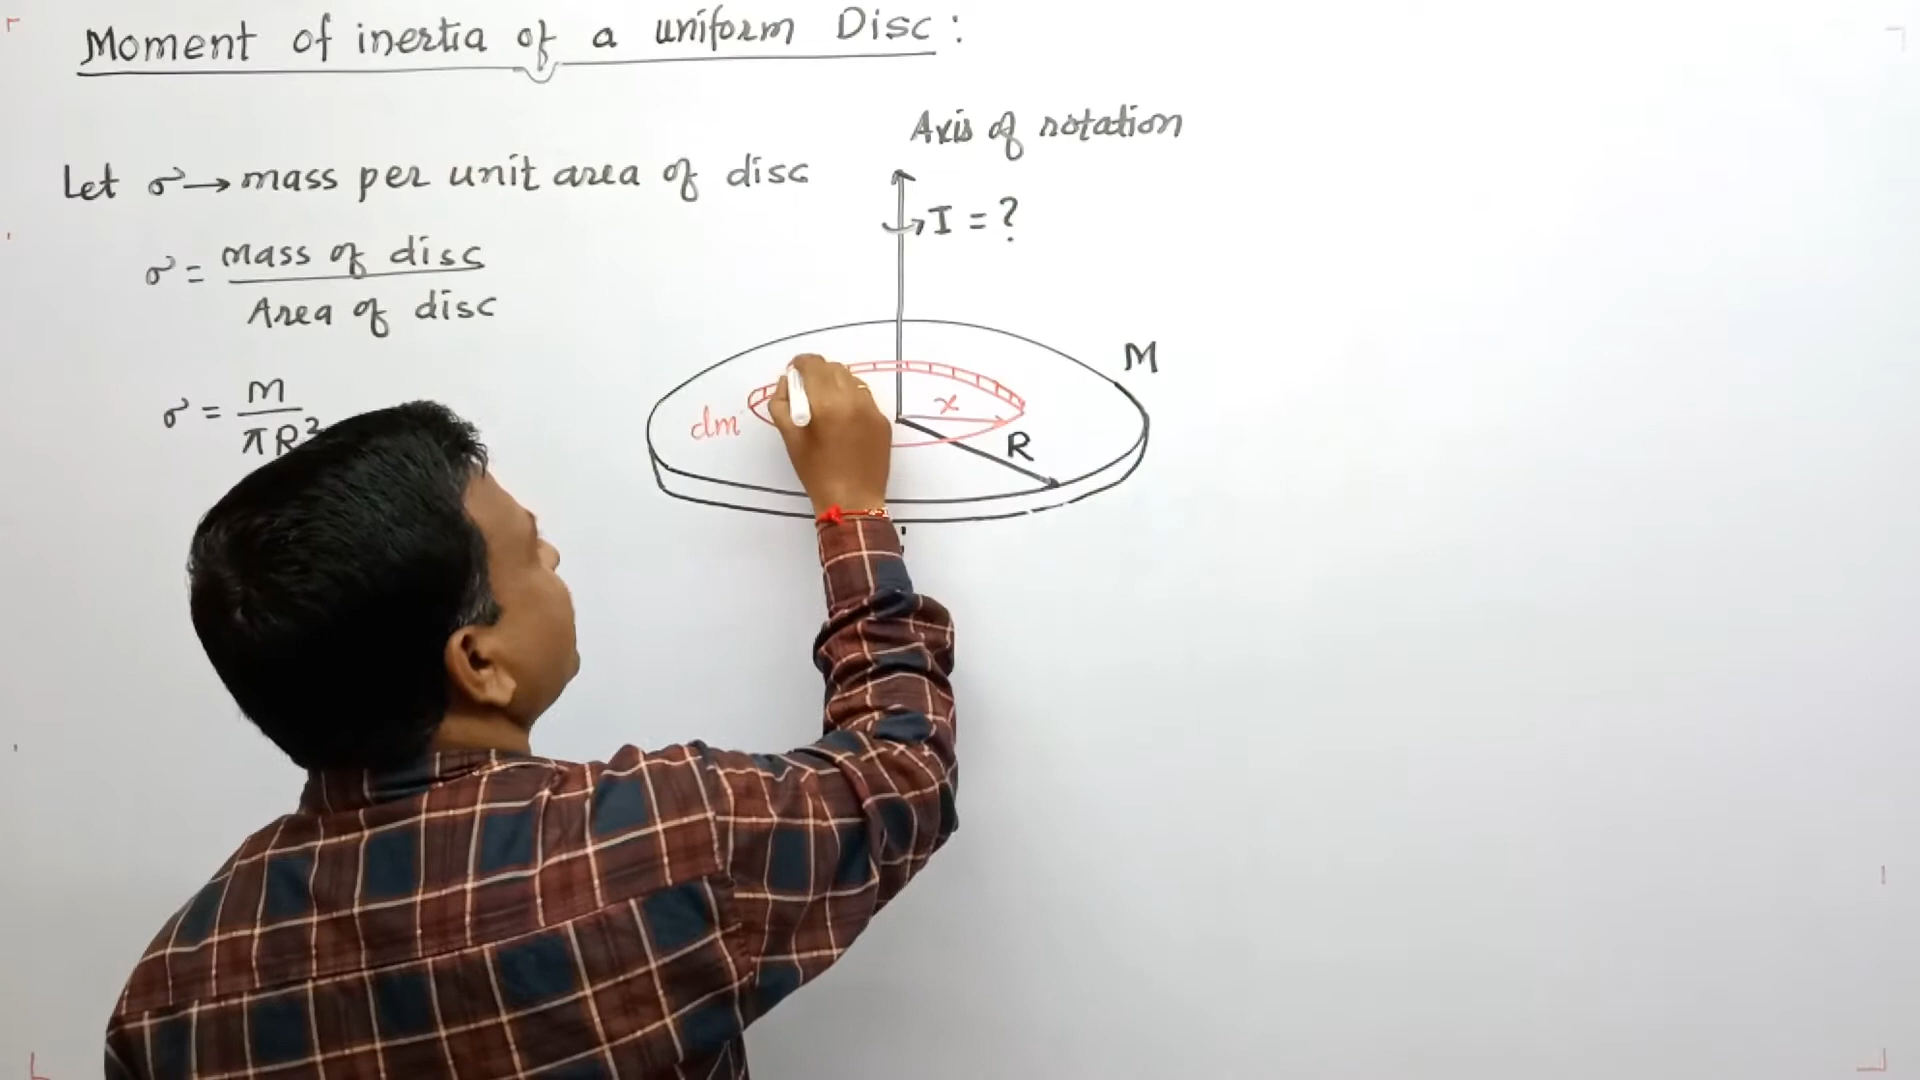 Moment of inertia of a uniform Disc :
Axis of rotation
Let σ → mass per unit area of disc
I = ?
σ = mass of disc
Area of disc
M
σ = M
πR²
dm
x
R